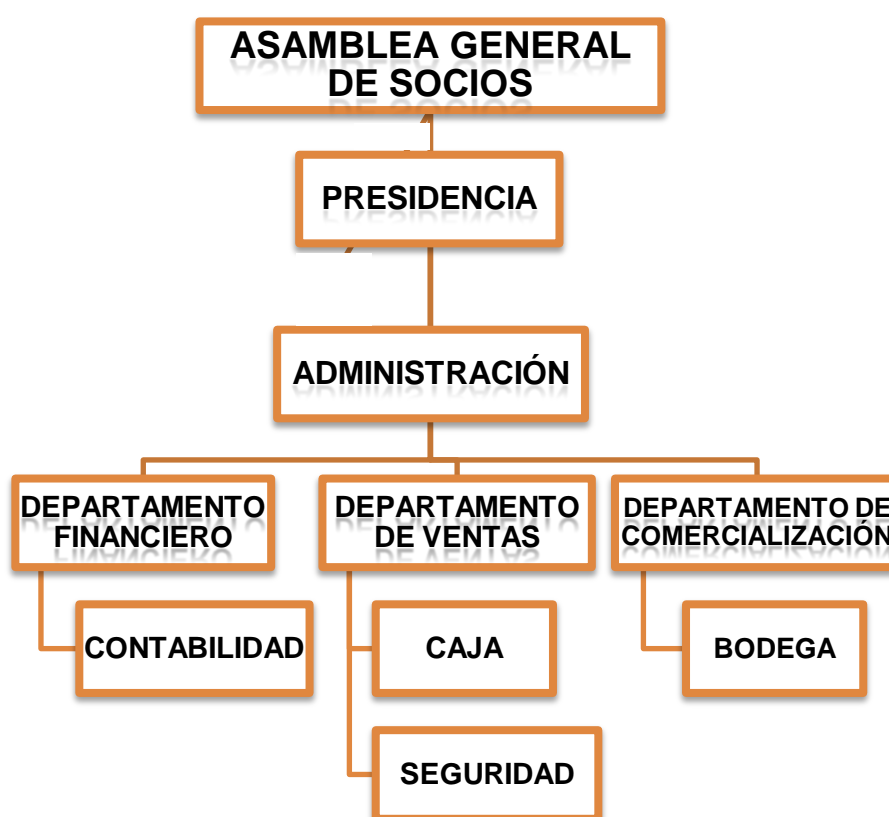 ASAMBLEA GENERAL
DE SOCIOS
PRESIDENCIA
ADMINISTRACIÓN
DEPARTAMENTO
FINANCIERO
DEPARTAMENTO
DE VENTAS
DEPARTAMENTO DE
COMERCIALIZACIÓN
CONTABILIDAD
CAJA
BODEGA
SEGURIDAD